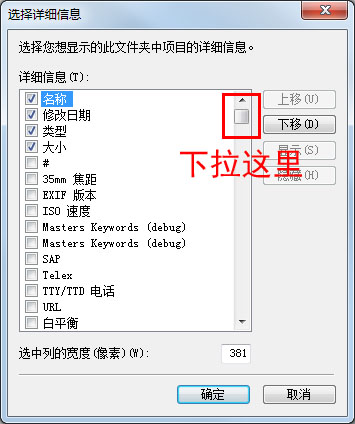 选择详细信息
选择您想显示的此文件夹中项目的详细信息。
详细信息(T):
名称
修改日期
类型
大小
#
35mm 焦距
EXIF 版本
ISO 速度
Masters Keywords (debug)
Masters Keywords (debug)
SAP
Telex
TTY/TTD 电话
URL
白平衡
上移(U)
下移(D)
显示(S)
隐藏(H)
下拉这里
选中列的宽度(像素)(W): 381
确定 取消